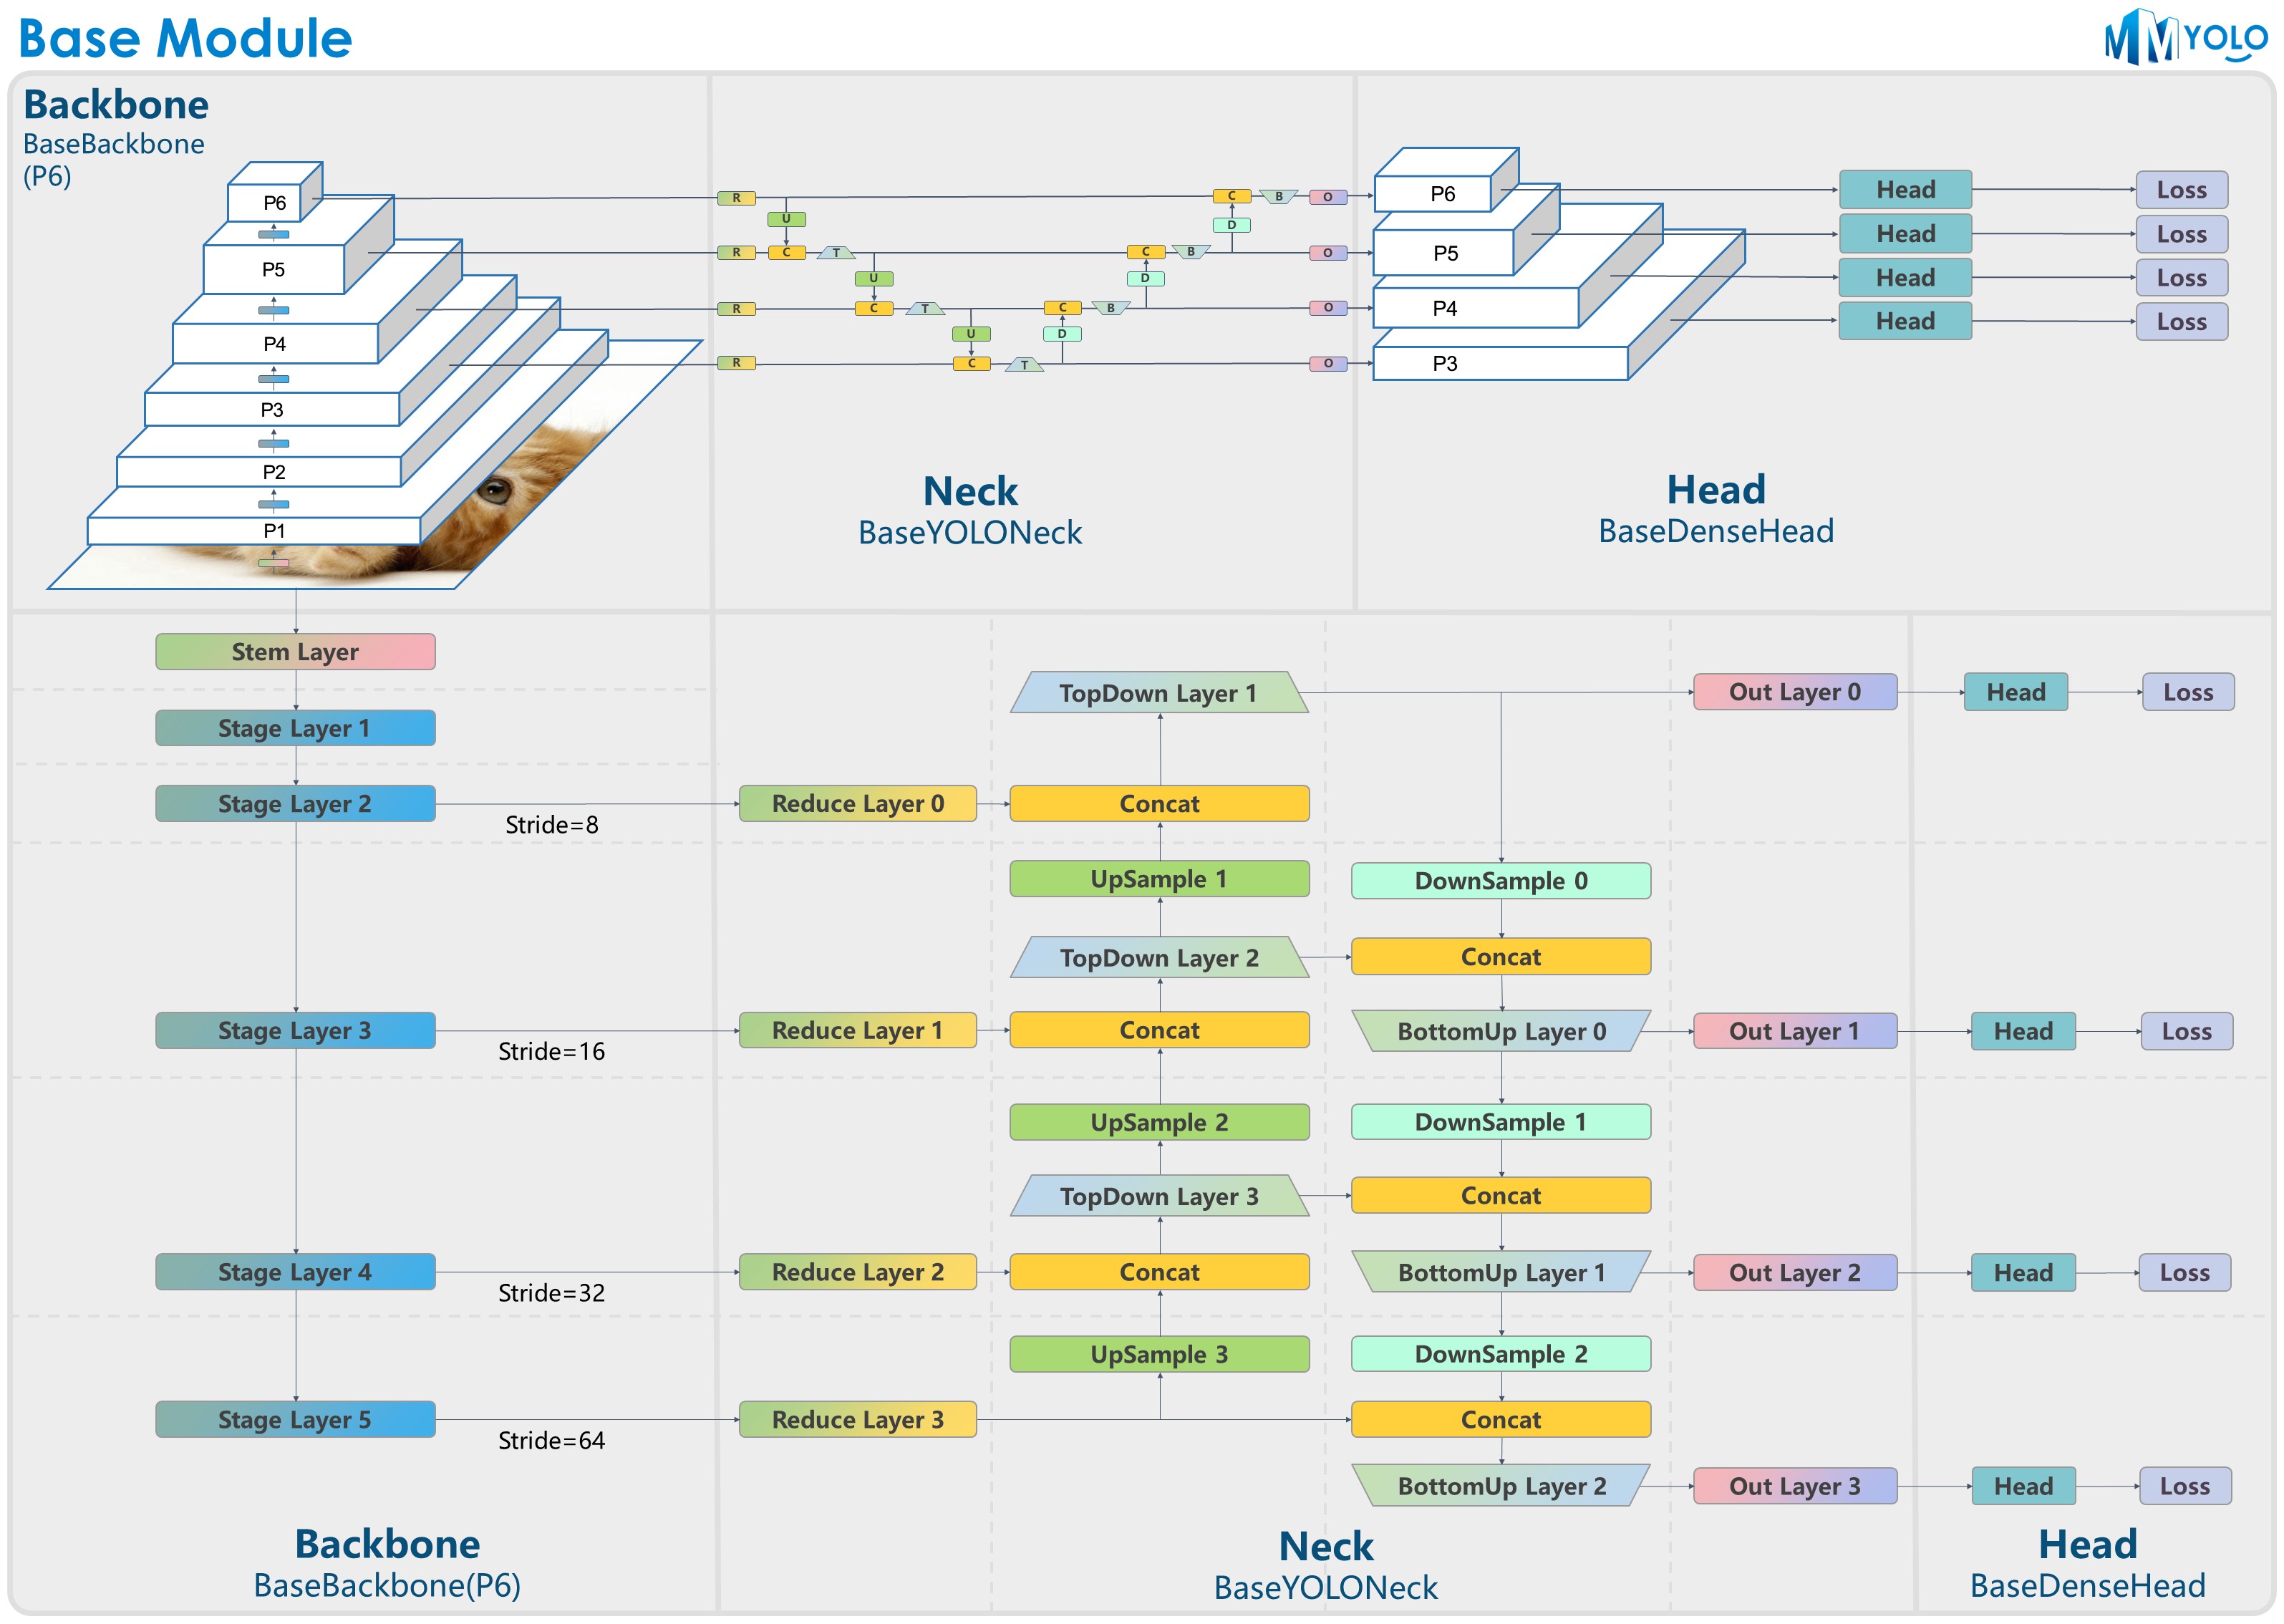 Base Module
MMYOLO
Backbone
BaseBackbone
(P6)
P6
P5
P4
P3
P2
P1
R C B O
U D
R C T C B O
U D
R C T C B O
U D
R C T O
P6
P5
P4
P3
Head Loss
Head Loss
Head Loss
Head Loss
Neck
BaseYOLONeck
Head
BaseDenseHead
Stem Layer
TopDown Layer 1 Out Layer 0 Head Loss
Stage Layer 1
Stage Layer 2 Reduce Layer 0 Concat
Stride=8
UpSample 1 DownSample 0
TopDown Layer 2 Concat
Stage Layer 3 Reduce Layer 1 Concat BottomUp Layer 0 Out Layer 1 Head Loss
Stride=16
UpSample 2 DownSample 1
TopDown Layer 3 Concat
Stage Layer 4 Reduce Layer 2 Concat BottomUp Layer 1 Out Layer 2 Head Loss
Stride=32
UpSample 3 DownSample 2
Stage Layer 5 Reduce Layer 3 Concat
Stride=64
BottomUp Layer 2 Out Layer 3 Head Loss
Backbone
BaseBackbone(P6)
Neck
BaseYOLONeck
Head
BaseDenseHead